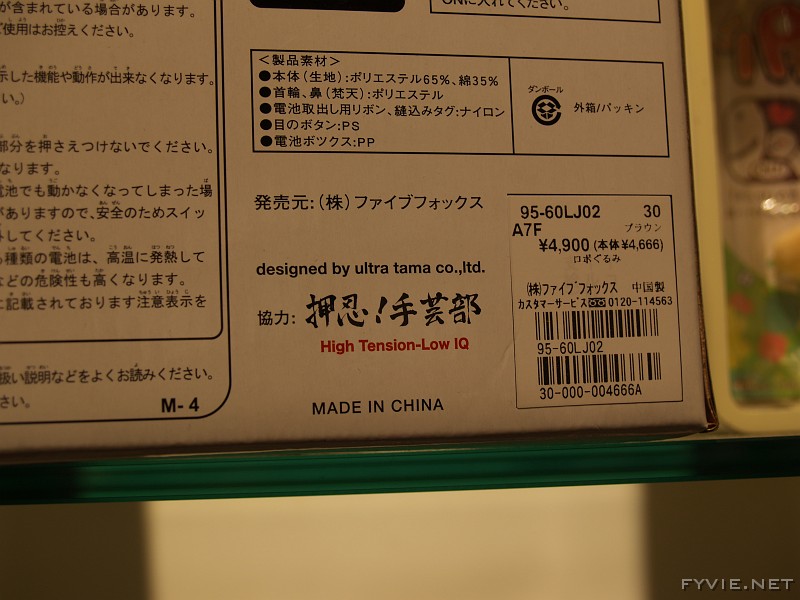 が含まれている場合があります。
ご使用はお控えください。
示した機能や動作が出来なくなります。
い。）
部分を押さえつけないでください。
なります。
電池でも動かなくなってしまった場
がありますので、安全のためスイッ
外してください。
る種類の電池は、高温に発熱して
などの危険性も高くなります。
に記載されております注意表示を
扱い説明などをよくお読みください。
さい。
M-4
ONに入れてください。
＜製品素材＞
●本体（生地）:ポリエステル65%、綿35%
●首輪、鼻（梵天）:ポリエステル
●電池取出し用リボン、縫込みタグ:ナイロン
●目のボタン:PS
●電池ボックス:PP
ダンボール
外箱/パッキン
発売元:（株）ファイブフォックス
designed by ultra tama co.,ltd.
協力: 押忍!手芸部
High Tension-Low IQ
MADE IN CHINA
95-60LJ02 30
A7F ブラウン
¥4,900(本体¥4,666)
ロボぐるみ
(株)ファイブフォックス 中国製
カスタマーサービス 0120-114563
95-60LJ02
30-000-004666A
FYVIE.NET